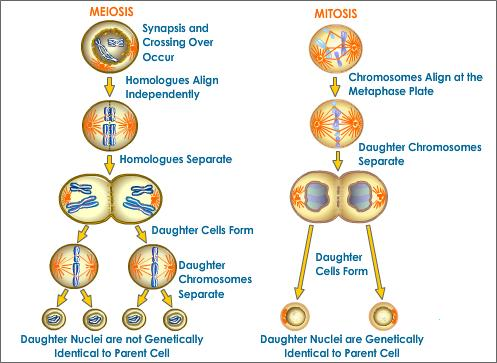 MEIOSIS
Synapsis and
Crossing Over
Occur
Homologues Align
Independently
Homologues Separate
Daughter Cells Form
Daughter
Chromosomes
Separate
Daughter Nuclei are not Genetically
Identical to Parent Cell
MITOSIS
Chromosomes Align at the
Metaphase Plate
Daughter Chromosomes
Separate
Daughter
Cells Form
Daughter Nuclei are Genetically
Identical to Parent Cell